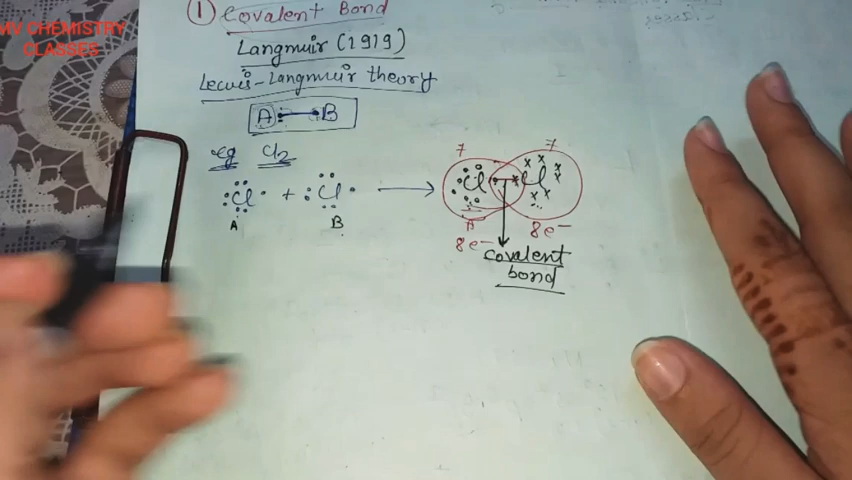 MV CHEMISTRY
CLASSES
① Covalent Bond
Langmuir (1919)
Lewis-Langmuir theory
A B
eg Cl2
Cl + Cl
A B
7 7
Cl Cl
A
8e- 8e-
covalent
bond